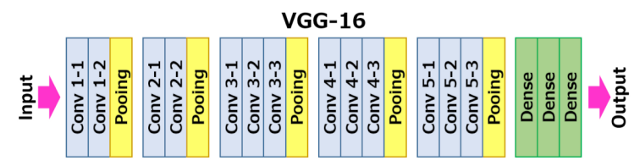 VGG-16
Input
Conv 1-1
Conv 1-2
Pooing
Conv 2-1
Conv 2-2
Pooing
Conv 3-1
Conv 3-2
Conv 3-3
Pooing
Conv 4-1
Conv 4-2
Conv 4-3
Pooing
Conv 5-1
Conv 5-2
Conv 5-3
Pooing
Dense
Dense
Dense
Output